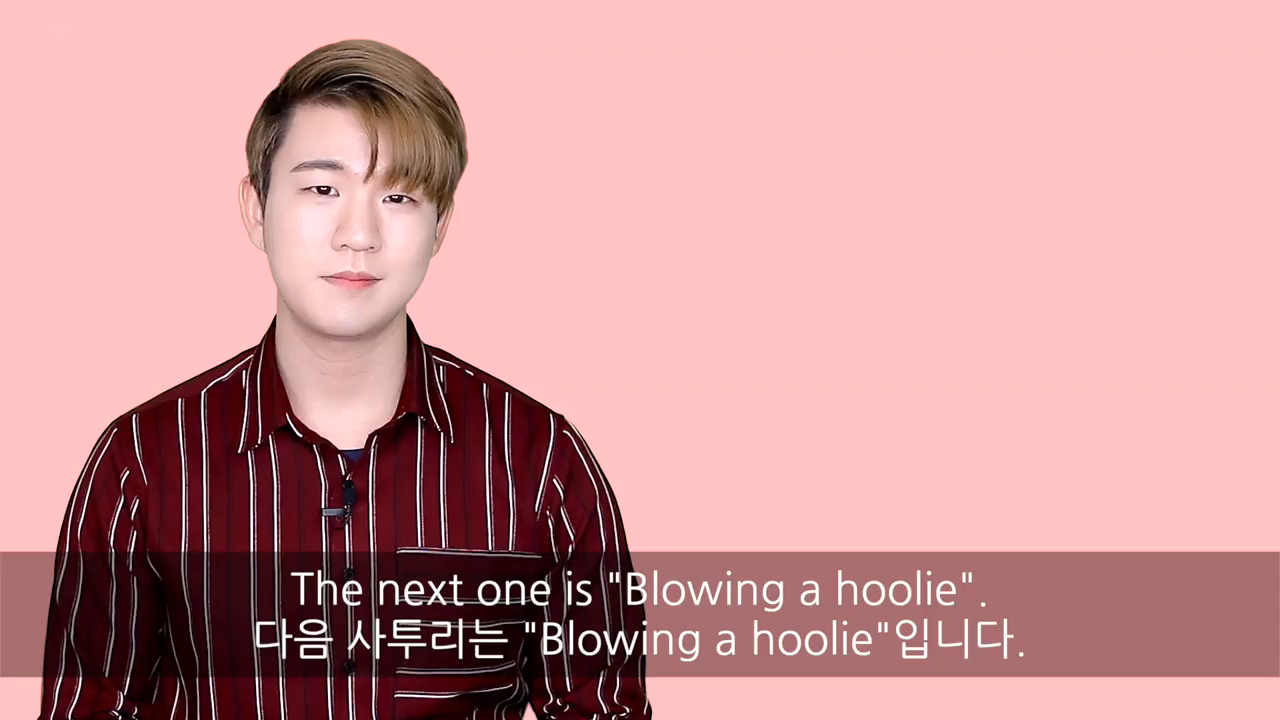 The next one is "Blowing a hoolie".
다음 사투리는 "Blowing a hoolie"입니다.